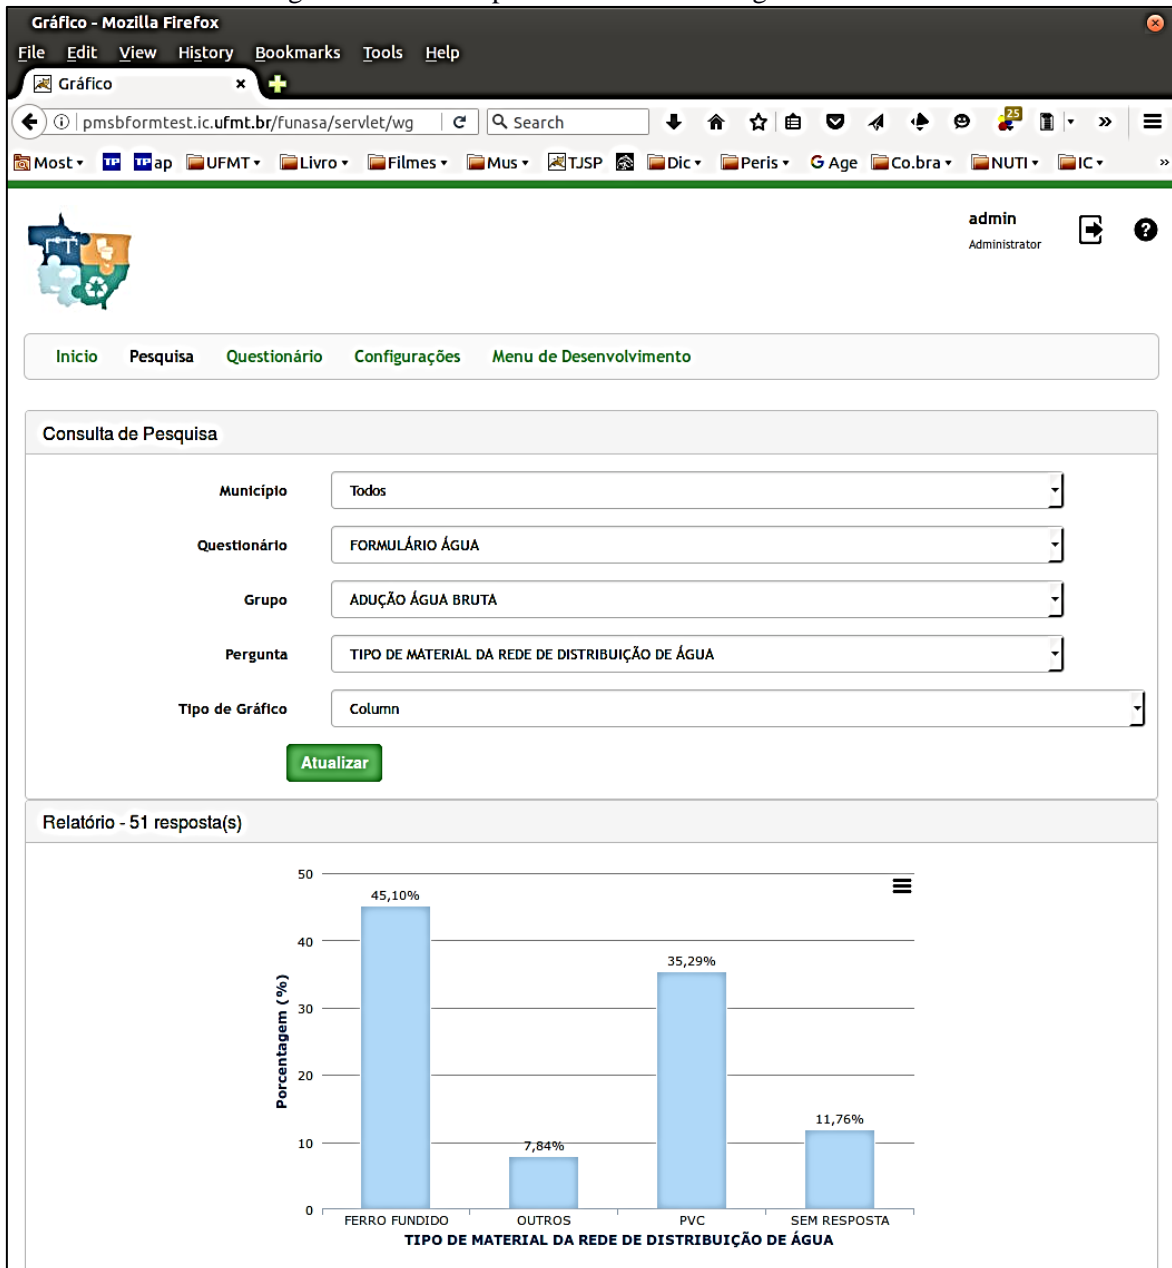 Gráfico - Mozilla Firefox
File Edit View History Bookmarks Tools Help
Gráfico
pmsbformtest.ic.ufmt.br/funasa/servlet/wg Search 25
Most TP TP ap UFMT Livro Filmes Mus TJSP Dic Peris G Age Co.bra NUTI IC »
admin
Administrator
Inicio Pesquisa Questionário Configurações Menu de Desenvolvimento
Consulta de Pesquisa
Município Todos
Questionário FORMULÁRIO ÁGUA
Grupo ADUÇÃO ÁGUA BRUTA
Pergunta TIPO DE MATERIAL DA REDE DE DISTRIBUIÇÃO DE ÁGUA
Tipo de Gráfico Column
Atualizar
Relatório - 51 resposta(s)
Porcentagem (%)
50
45,10%
40
35,29%
30
20
11,76%
10
7,84%
0
FERRO FUNDIDO OUTROS PVC SEM RESPOSTA
TIPO DE MATERIAL DA REDE DE DISTRIBUIÇÃO DE ÁGUA